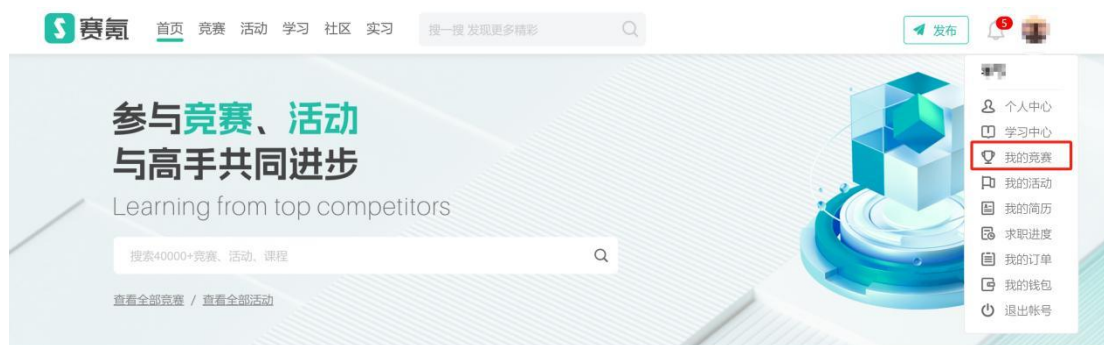 赛氪 首页 竞赛 活动 学习 社区 实习 搜一搜 发现更多精彩 发布 5
参与竞赛、活动
与高手共同进步
Learning from top competitors
搜索40000+竞赛、活动、课程
查看全部竞赛 / 查看全部活动
个人中心
学习中心
我的竞赛
我的活动
我的简历
求职进度
我的订单
我的钱包
退出帐号